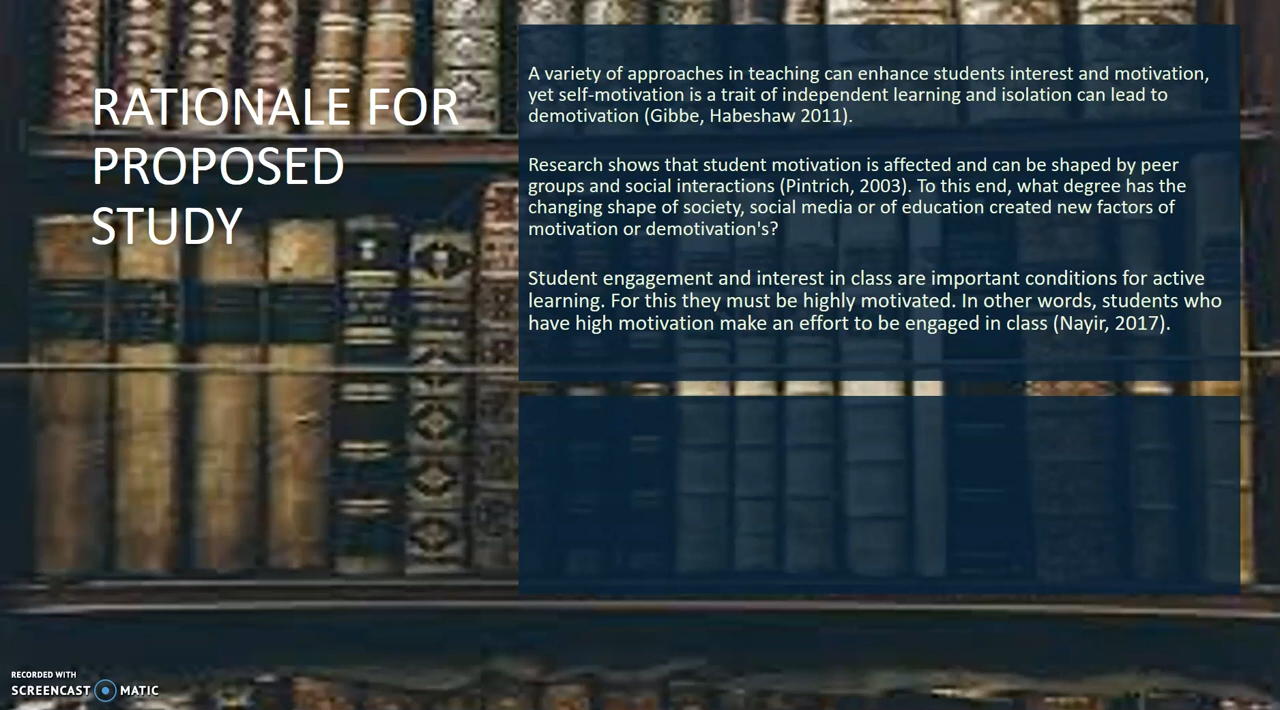 RATIONALE FOR
PROPOSED
STUDY
A variety of approaches in teaching can enhance students interest and motivation,
yet self-motivation is a trait of independent learning and isolation can lead to
demotivation (Gibbe, Habeshaw 2011).
Research shows that student motivation is affected and can be shaped by peer
groups and social interactions (Pintrich, 2003). To this end, what degree has the
changing shape of society, social media or of education created new factors of
motivation or demotivation's?
Student engagement and interest in class are important conditions for active
learning. For this they must be highly motivated. In other words, students who
have high motivation make an effort to be engaged in class (Nayir, 2017).
RECORDED WITH
SCREENCAST MATIC